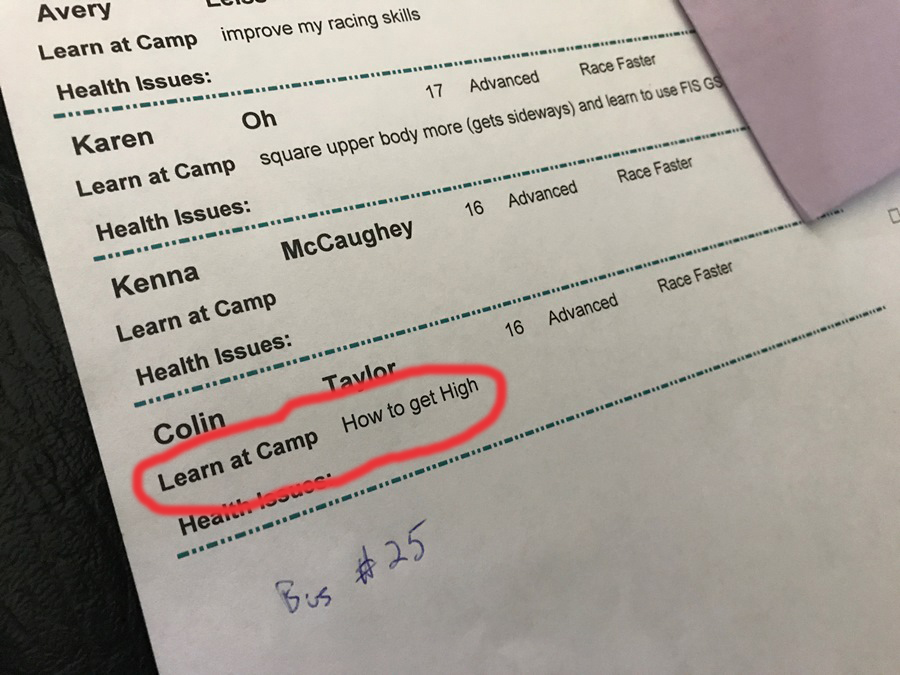 Avery
Learn at Camp improve my racing skills
Health Issues:
Karen Oh 17 Advanced Race Faster
Learn at Camp square upper body more (gets sideways) and learn to use FIS GS
Health Issues:
Kenna McCaughey 16 Advanced Race Faster
Learn at Camp
Health Issues:
Colin Taylor 16 Advanced Race Faster
Learn at Camp How to get High
Health Issues:
Bus #25